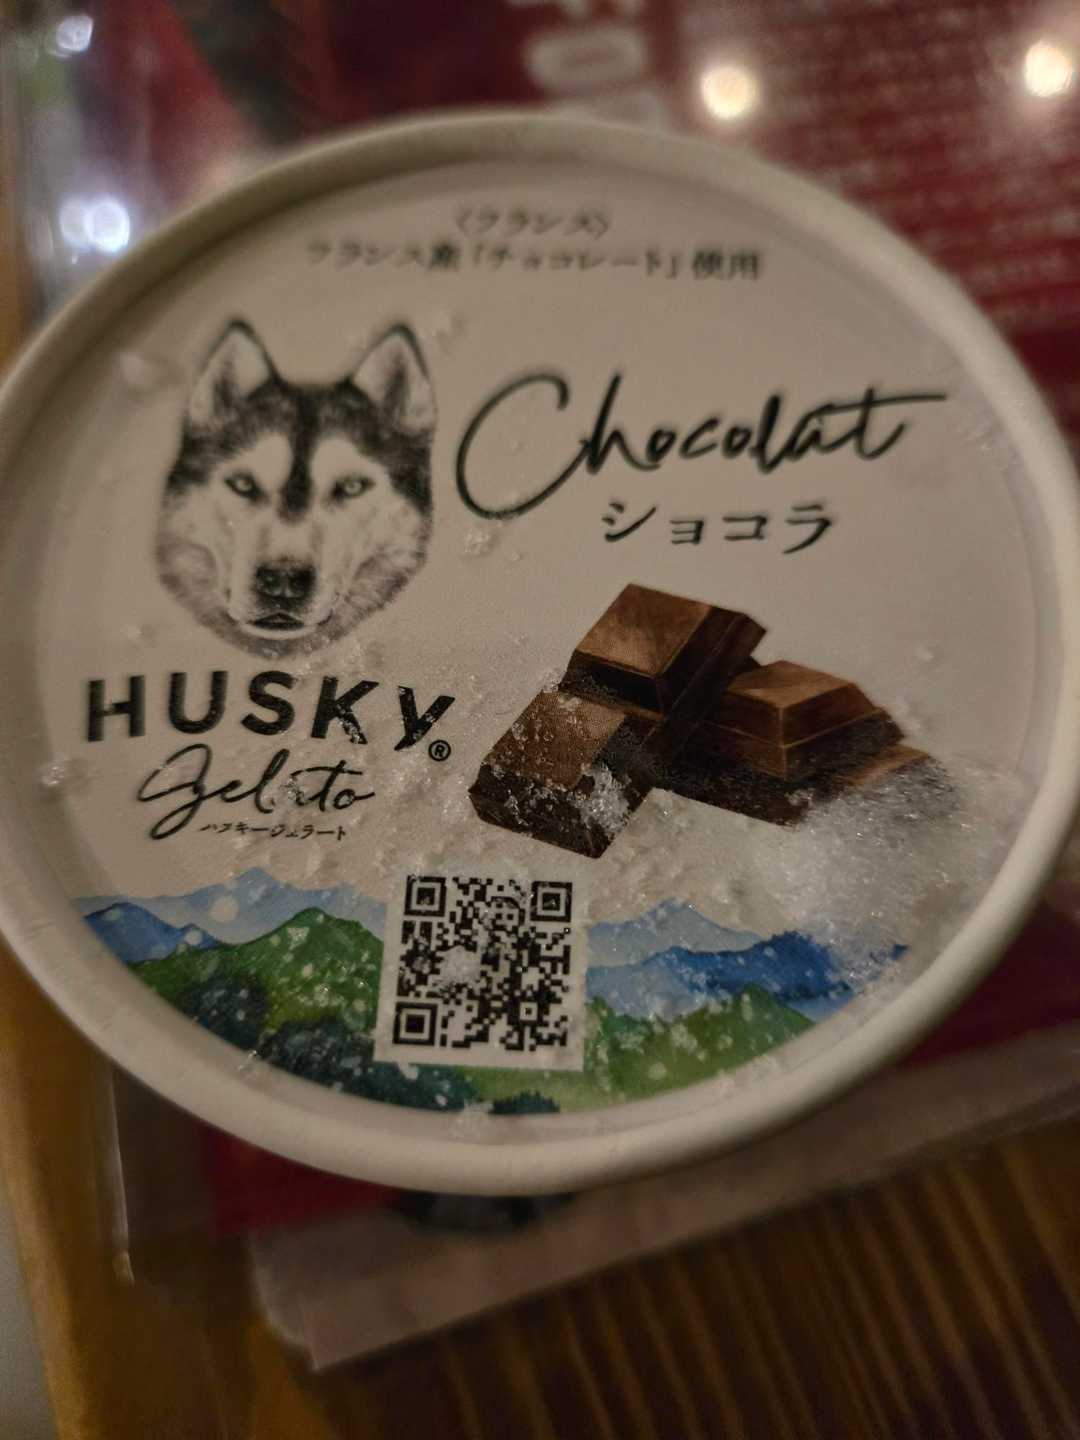 〈フランス〉
フランス産「チョコレート」使用
Chocolat
ショコラ
HUSKY®
gelato
ハスキージェラート